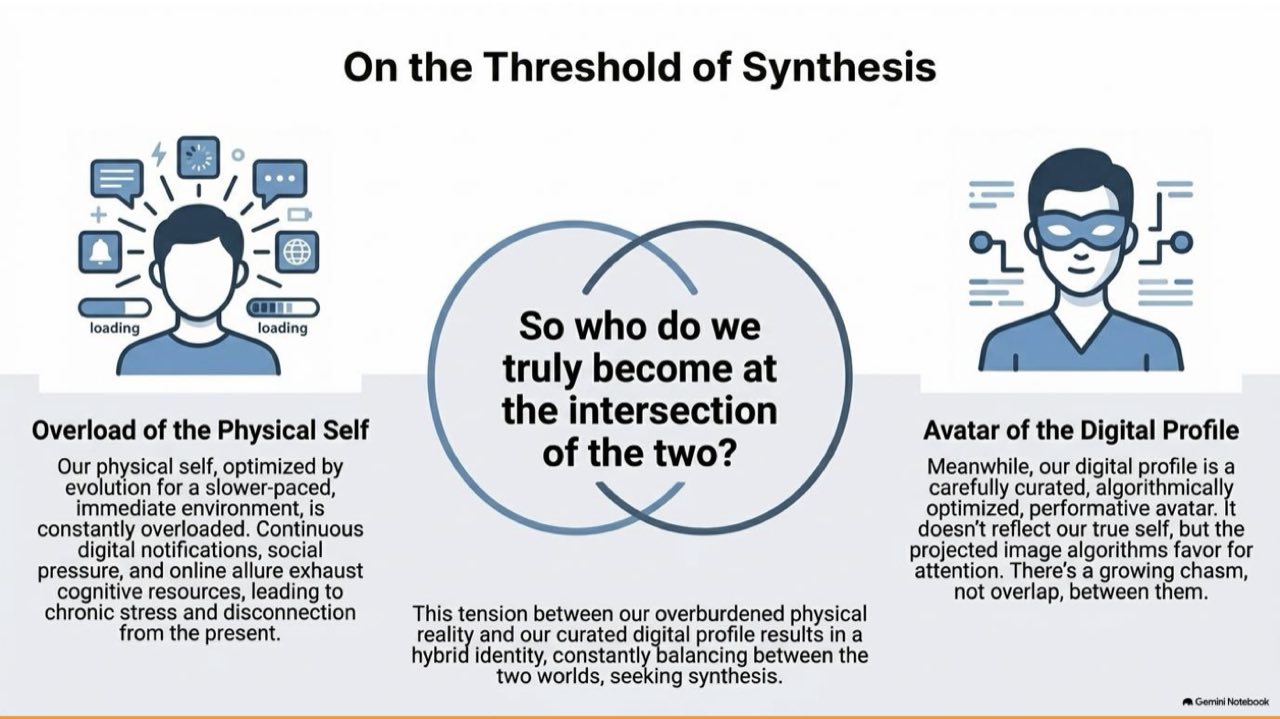 On the Threshold of Synthesis
loading
loading
So who do we
truly become at
the intersection
of the two?
Overload of the Physical Self
Our physical self, optimized by
evolution for a slower-paced,
immediate environment, is
constantly overloaded. Continuous
digital notifications, social
pressure, and online allure exhaust
cognitive resources, leading to
chronic stress and disconnection
from the present.
This tension between our overburdened physical
reality and our curated digital profile results in a
hybrid identity, constantly balancing between the
two worlds, seeking synthesis.
Avatar of the Digital Profile
Meanwhile, our digital profile is a
carefully curated, algorithmically
optimized, performative avatar. It
doesn't reflect our true self, but the
projected image algorithms favor for
attention. There's a growing chasm,
not overlap, between them.
Gemini Notebook